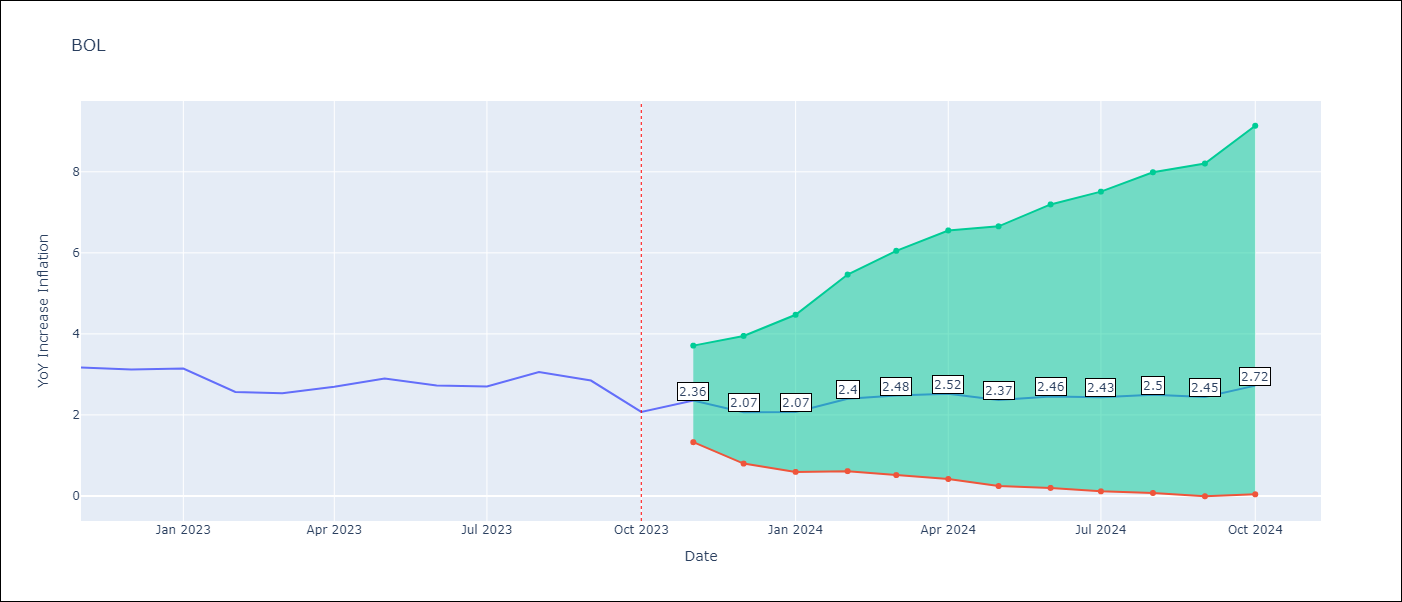 BOL
YoY Increase Inflation
8
6
4
2
0
2.36
2.07
2.07
2.4
2.48
2.52
2.37
2.46
2.43
2.5
2.45
2.72
Jan 2023
Apr 2023
Jul 2023
Oct 2023
Jan 2024
Apr 2024
Jul 2024
Oct 2024
Date